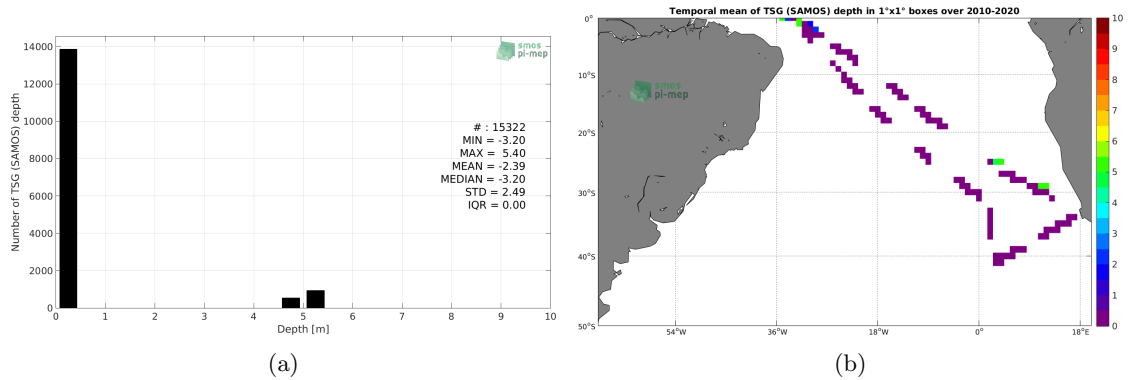 14000
12000
10000
8000
6000
4000
2000
0
Number of TSG (SAMOS) depth
smos
pi-mep
# : 15322
MIN = -3.20
MAX = 5.40
MEAN = -2.39
MEDIAN = -3.20
STD = 2.49
IQR = 0.00
0 1 2 3 4 5 6 7 8 9 10
Depth [m]
(a)
Temporal mean of TSG (SAMOS) depth in 1°x1° boxes over 2010-2020
0°
10°S
20°S
30°S
40°S
50°S
smos
pi-mep
54°W 36°W 18°W 0° 18°E
10
9
8
7
6
5
4
3
2
1
0
(b)